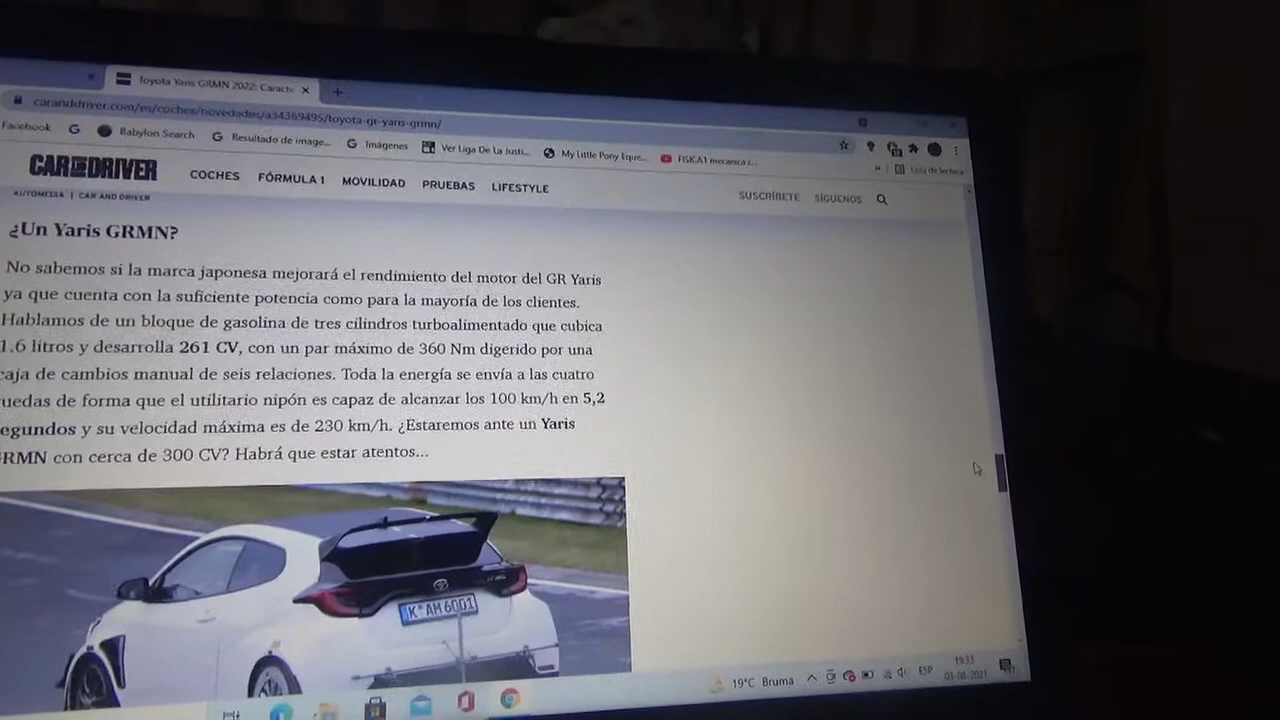 Toyota Yaris GRMN 2022: Caract
caranddriver.com/es/coches/novedades/a34369495/toyota-gr-yaris-grmn/
Facebook
Babylon Search
Resultado de image...
Imágenes
Ver Liga De La Justi...
My Little Pony Eque...
FISICA1 mecanica c...
»
Lista de lectura
CAR AND DRIVER
COCHES FÓRMULA 1 MOVILIDAD PRUEBAS LIFESTYLE
SUSCRÍBETE SÍGUENOS
AUTOMEDIA | CAR AND DRIVER
¿Un Yaris GRMN?
No sabemos si la marca japonesa mejorará el rendimiento del motor del GR Yaris
ya que cuenta con la suficiente potencia como para la mayoría de los clientes.
Hablamos de un bloque de gasolina de tres cilindros turboalimentado que cubica
1.6 litros y desarrolla 261 CV, con un par máximo de 360 Nm digerido por una
caja de cambios manual de seis relaciones. Toda la energía se envía a las cuatro
uedas de forma que el utilitario nipón es capaz de alcanzar los 100 km/h en 5,2
egundos y su velocidad máxima es de 230 km/h. ¿Estaremos ante un Yaris
GRMN con cerca de 300 CV? Habrá que estar atentos...
K AM 6001
19°C Bruma
ESP
19:33
03-08-2021